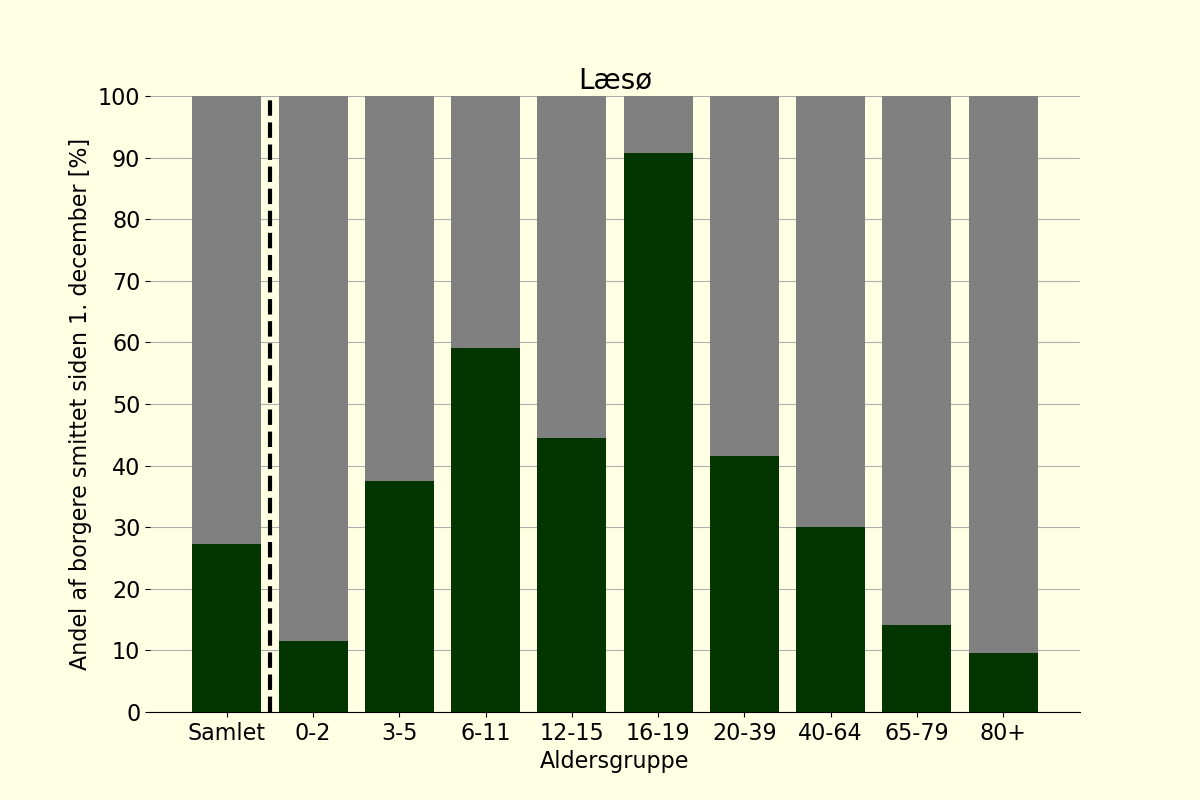 Læsø
Andel af borgere smittet siden 1. december [%]
100
90
80
70
60
50
40
30
20
10
0
Samlet 0-2 3-5 6-11 12-15 16-19 20-39 40-64 65-79 80+
Aldersgruppe